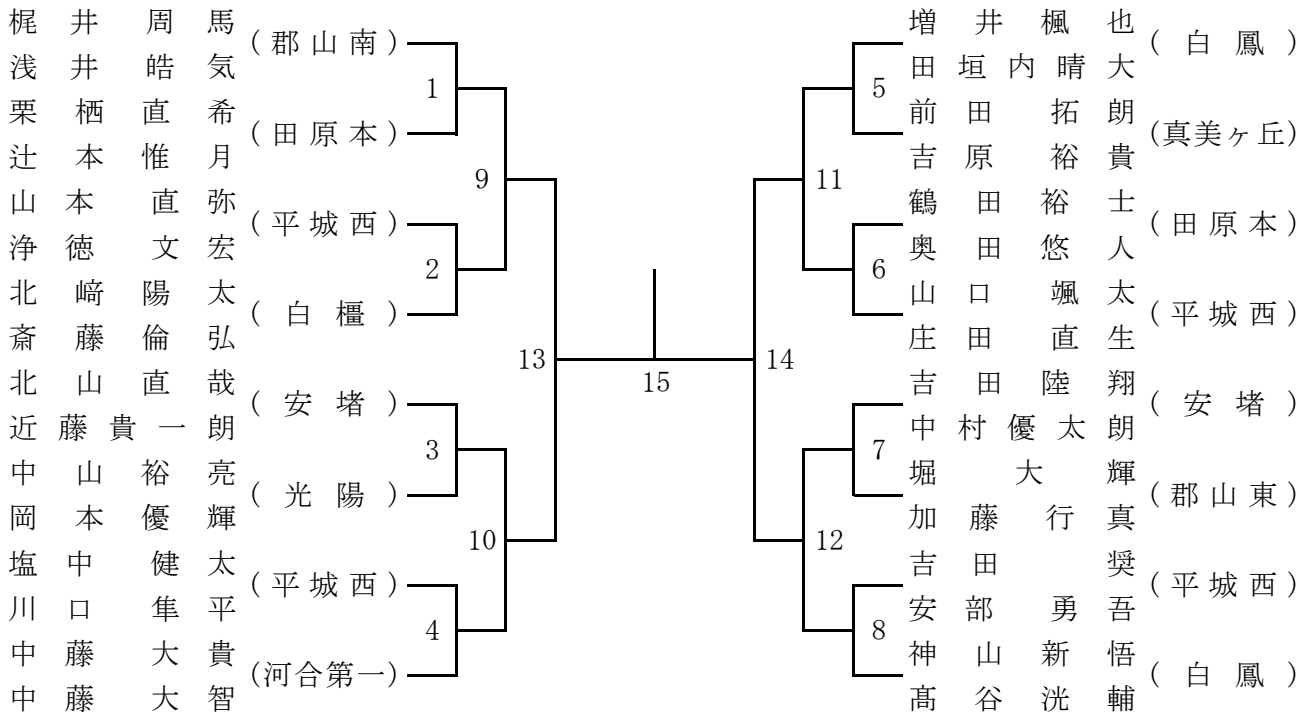 梶井周馬
(郡山南)
浅井皓気
1
栗栖直希
(田原本)
辻本惟月
9
山本直弥
(平城西)
浄徳文宏
2
北﨑陽太
(白橿)
斎藤倫弘
13
北山直哉
(安堵)
近藤貴一朗
3
中山裕亮
(光陽)
岡本優輝
10
塩中健太
(平城西)
川口隼平
4
中藤大貴
(河合第一)
中藤大智
15
増井楓也
(白鳳)
田垣内晴大
5
前田拓朗
(真美ヶ丘)
吉原裕貴
11
鶴田裕士
(田原本)
奥田悠人
6
山口颯太
(平城西)
庄田直生
14
吉田陸翔
(安堵)
中村優太朗
7
堀大輝
(郡山東)
加藤行真
12
吉田奨
(平城西)
安部勇吾
8
神山新悟
(白鳳)
髙谷洸輔